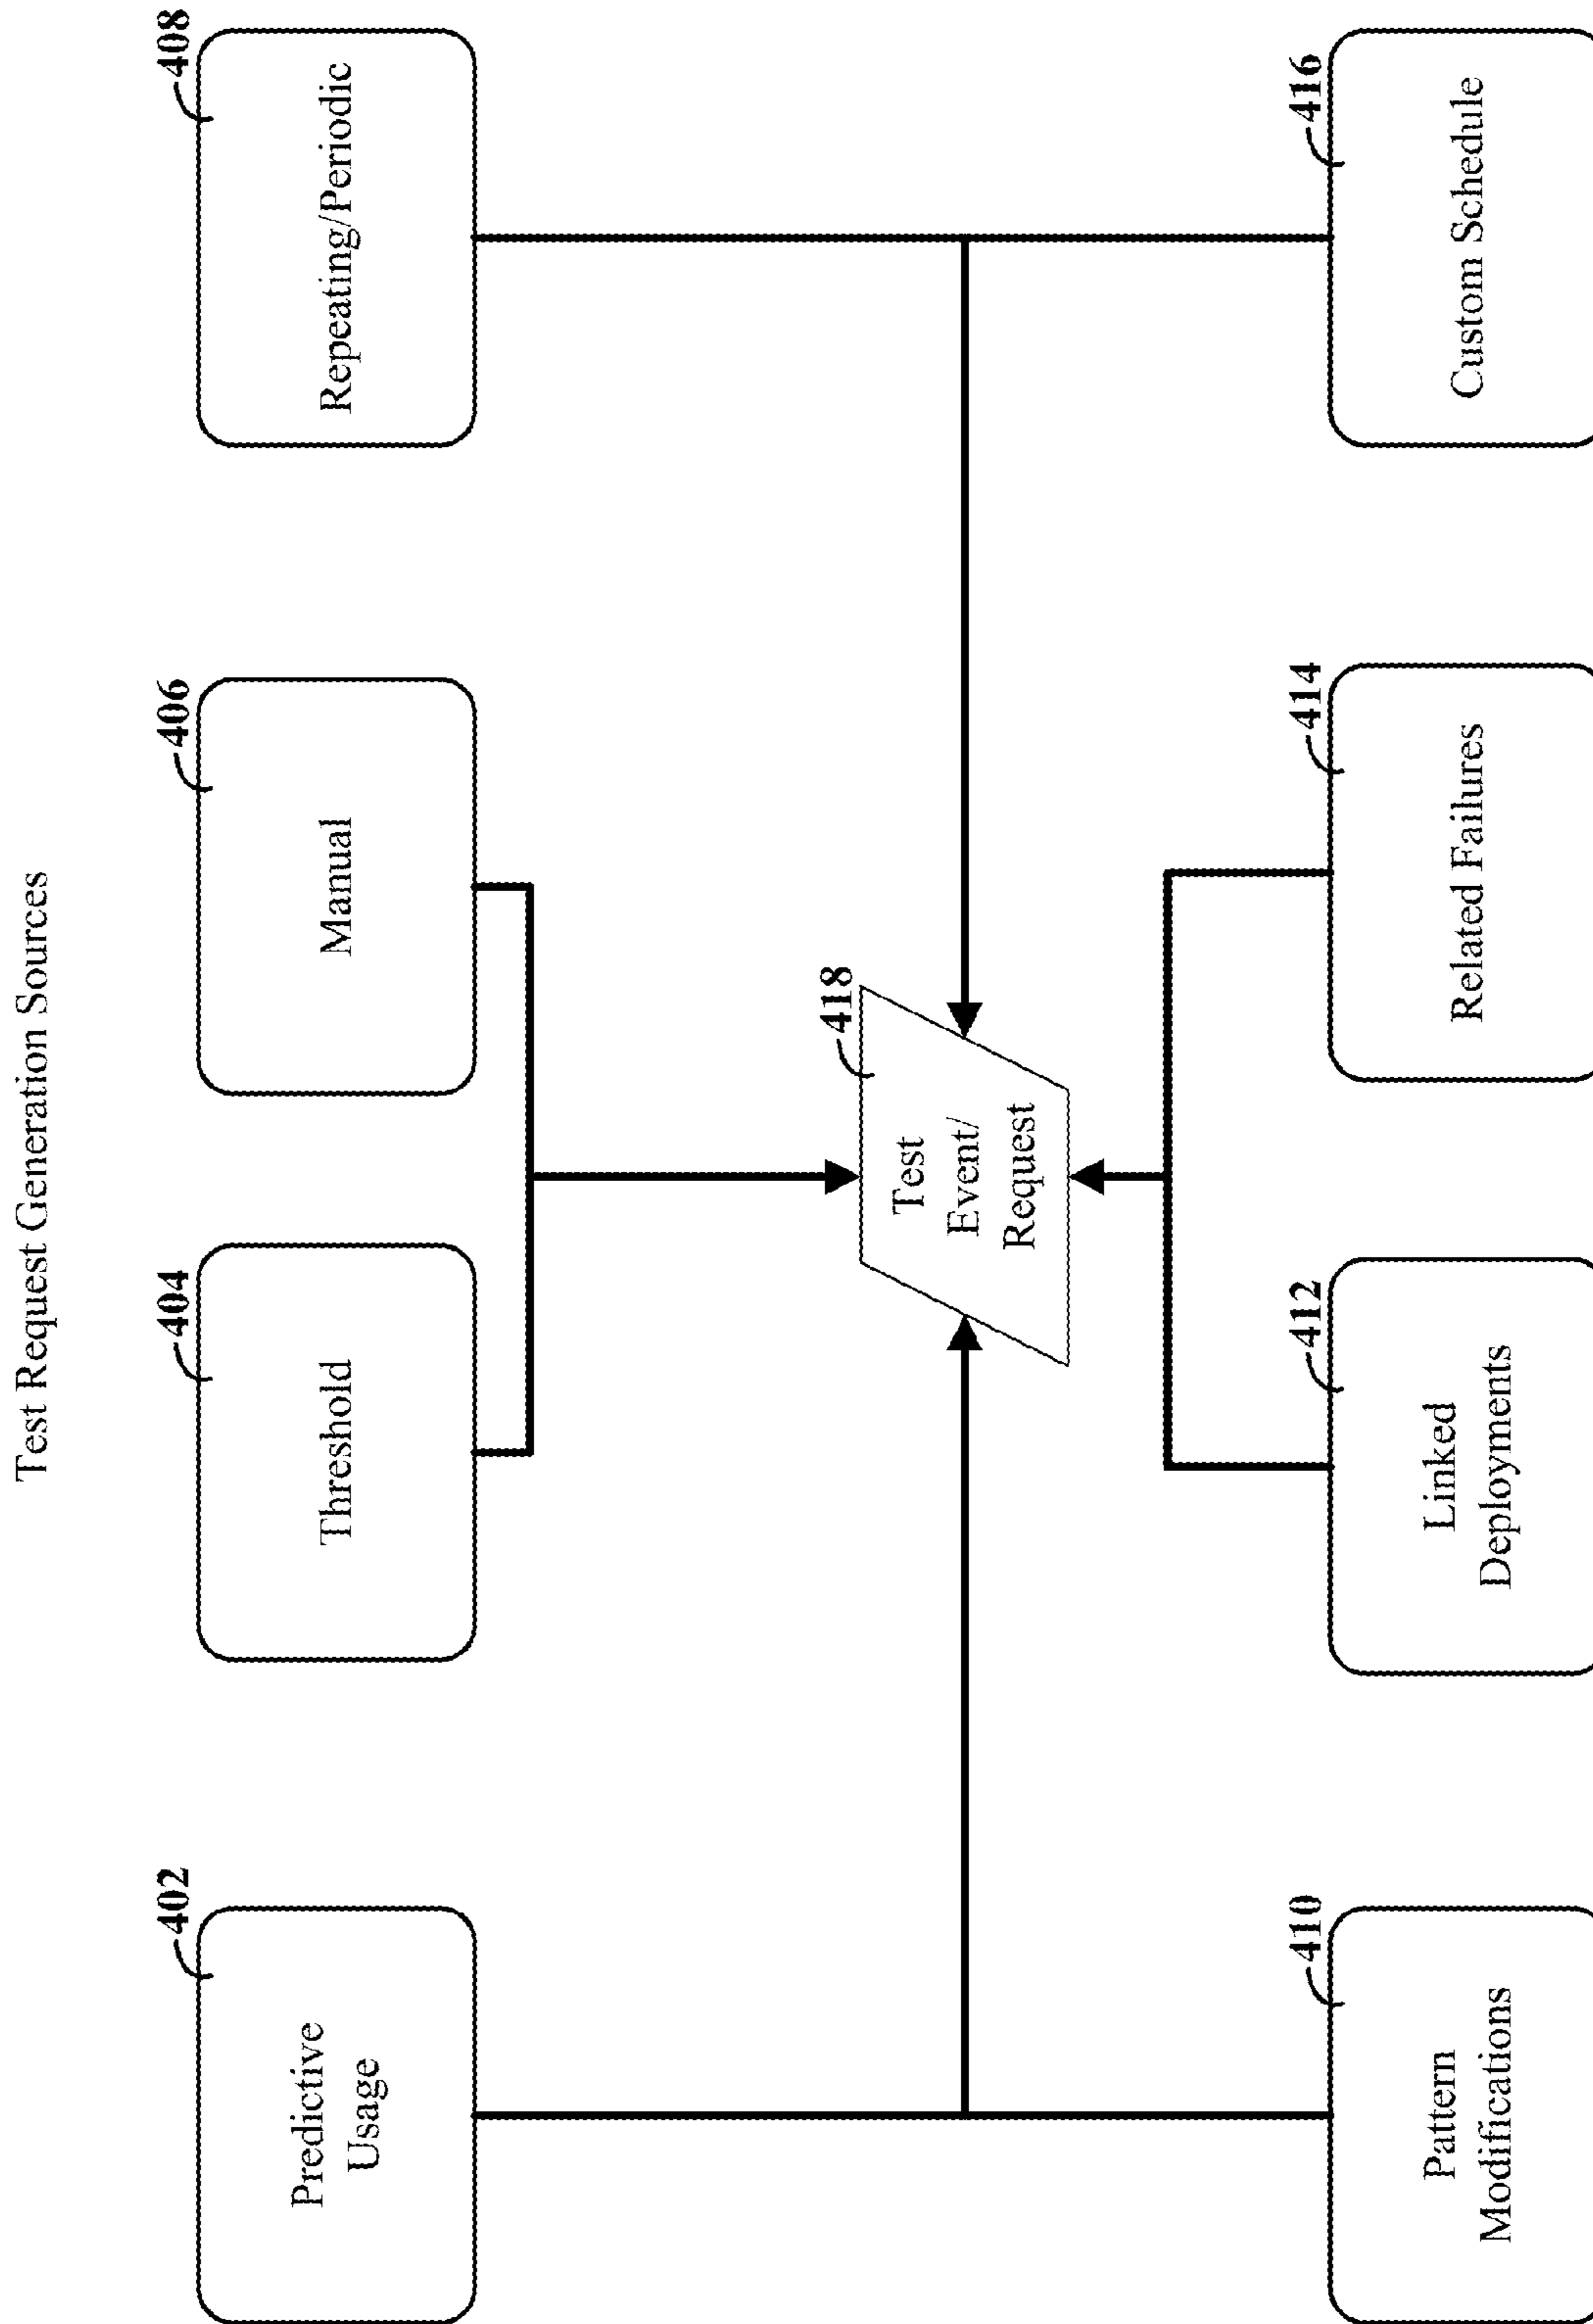 Test Request Generation Sources
402
Predictive
Usage
404
Threshold
406
Manual
408
Repeating/Periodic
418
Test
Event/
Request
410
Pattern
Modifications
412
Linked
Deployments
414
Related Failures
416
Custom Schedule